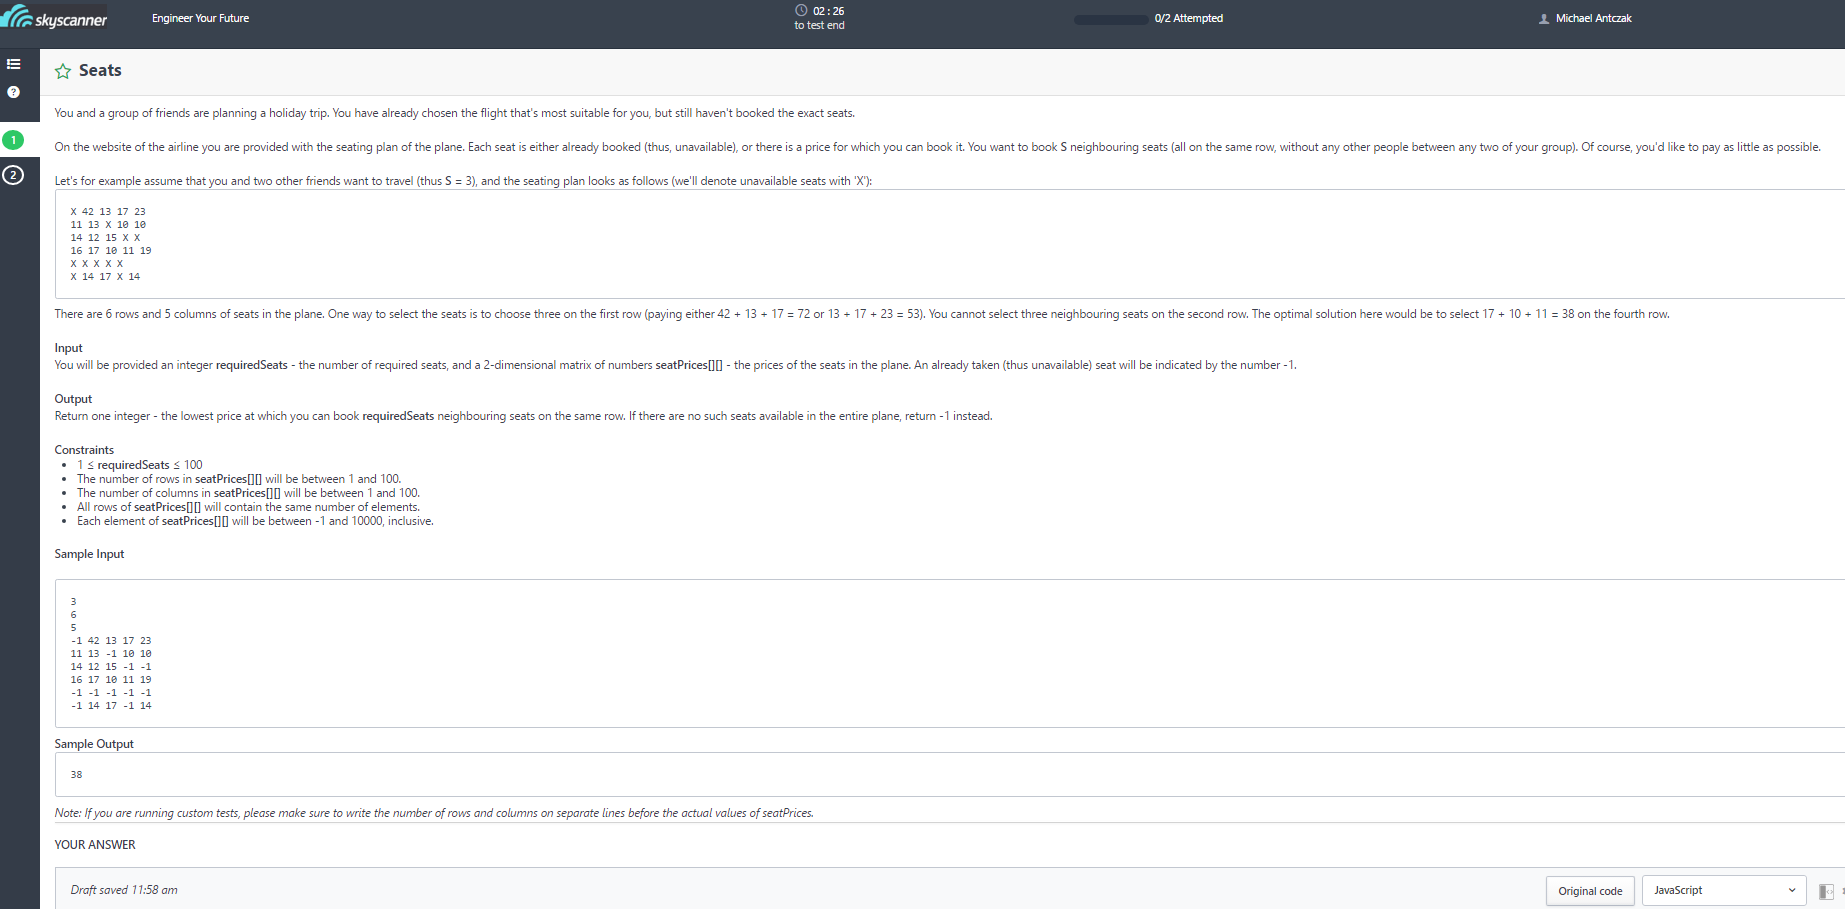 skyscanner
Engineer Your Future
02 : 26
to test end
0/2 Attempted
Michael Antczak
?
1
2
Seats
You and a group of friends are planning a holiday trip. You have already chosen the flight that's most suitable for you, but still haven't booked the exact seats.
On the website of the airline you are provided with the seating plan of the plane. Each seat is either already booked (thus, unavailable), or there is a price for which you can book it. You want to book S neighbouring seats (all on the same row, without any other people between any two of your group). Of course, you'd like to pay as little as possible.
Let's for example assume that you and two other friends want to travel (thus S = 3), and the seating plan looks as follows (we'll denote unavailable seats with 'X'):
X 42 13 17 23
11 13 X 10 10
14 12 15 X X
16 17 10 11 19
X X X X X
X 14 17 X 14
There are 6 rows and 5 columns of seats in the plane. One way to select the seats is to choose three on the first row (paying either 42 + 13 + 17 = 72 or 13 + 17 + 23 = 53). You cannot select three neighbouring seats on the second row. The optimal solution here would be to select 17 + 10 + 11 = 38 on the fourth row.
Input
You will be provided an integer requiredSeats - the number of required seats, and a 2-dimensional matrix of numbers seatPrices[][] - the prices of the seats in the plane. An already taken (thus unavailable) seat will be indicated by the number -1.
Output
Return one integer - the lowest price at which you can book requiredSeats neighbouring seats on the same row. If there are no such seats available in the entire plane, return -1 instead.
Constraints
• 1 ≤ requiredSeats ≤ 100
• The number of rows in seatPrices[][] will be between 1 and 100.
• The number of columns in seatPrices[][] will be between 1 and 100.
• All rows of seatPrices[][] will contain the same number of elements.
• Each element of seatPrices[][] will be between -1 and 10000, inclusive.
Sample Input
3
6
5
-1 42 13 17 23
11 13 -1 10 10
14 12 15 -1 -1
16 17 10 11 19
-1 -1 -1 -1 -1
-1 14 17 -1 14
Sample Output
38
Note: If you are running custom tests, please make sure to write the number of rows and columns on separate lines before the actual values of seatPrices.
YOUR ANSWER
Draft saved 11:58 am
Original code
JavaScript